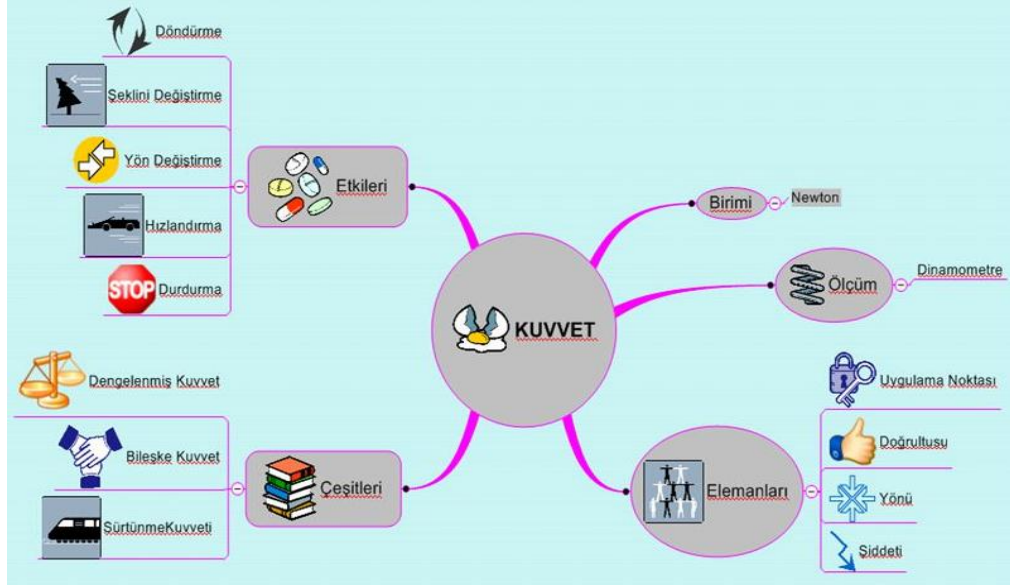 Döndürme
Şeklini Değiştirme
Yön Değiştirme
Hızlandırma
STOP Durdurma
Etkileri
Birimi
Newton
Ölçüm
Dinamometre
KUVVET
Dengelenmiş Kuvvet
Bileşke Kuvvet
SürtünmeKuvveti
Çeşitleri
Elemanları
Uygulama Noktası
Doğrultusu
Yönü
Şiddeti